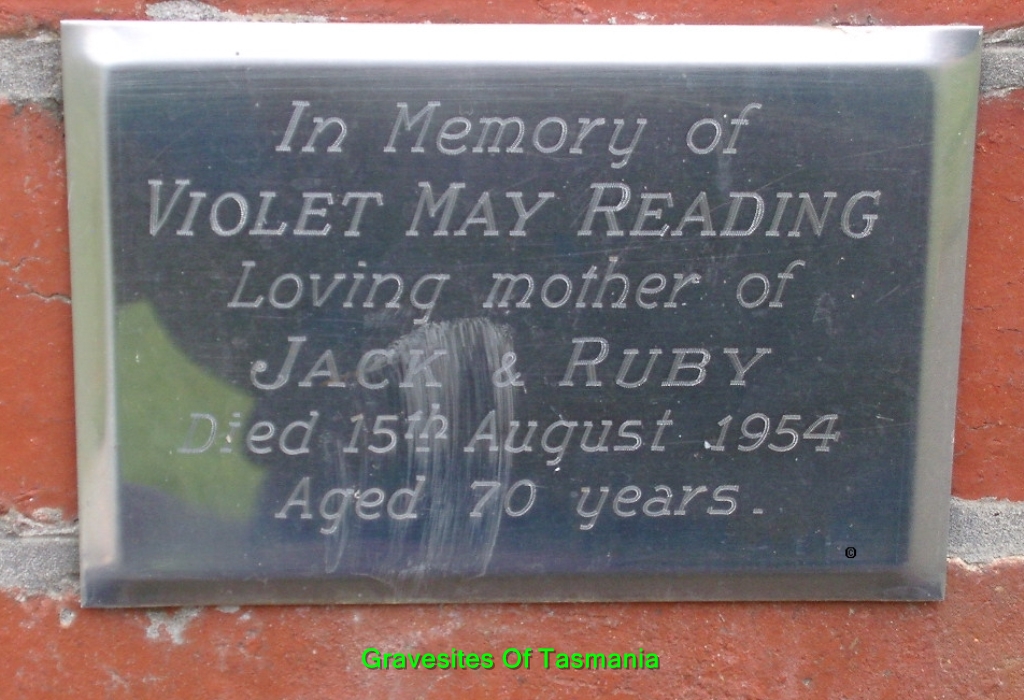 In Memory of
VIOLET MAY READING
Loving mother of
JACK & RUBY
Died 15th August 1954
Aged 70 years.
©
Gravesites Of Tasmania